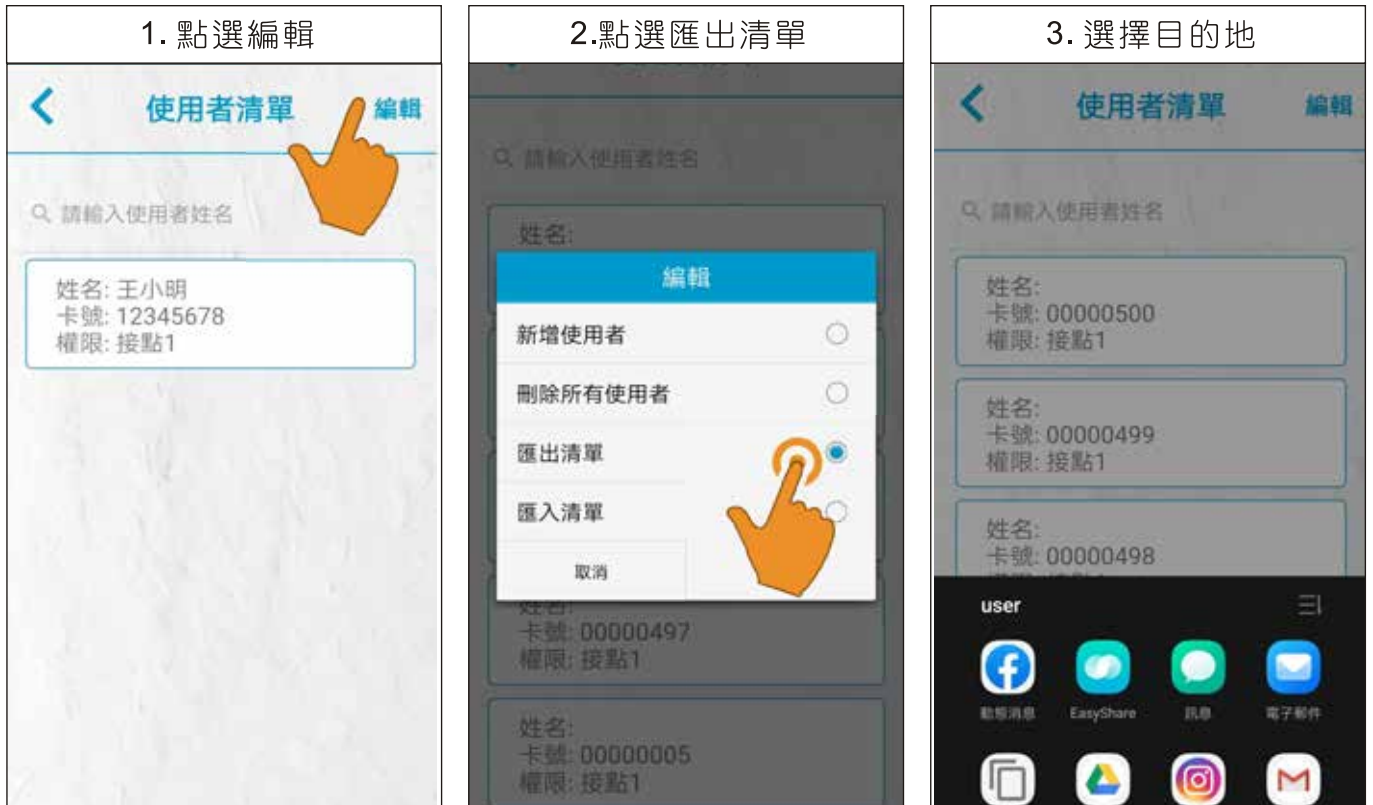 1. 點選編輯
使用者清單
編輯
請輸入使用者姓名
姓名: 王小明
卡號: 12345678
權限: 接點1
2.點選匯出清單
請輸入使用者姓名
姓名:
編輯
新增使用者
刪除所有使用者
匯出清單
匯入清單
取消
姓名:
卡號: 00000497
權限: 接點1
姓名:
卡號: 00000005
權限: 接點1
3. 選擇目的地
使用者清單
編輯
請輸入使用者姓名
姓名:
卡號: 00000500
權限: 接點1
姓名:
卡號: 00000499
權限: 接點1
姓名:
卡號: 00000498
user
動態消息
EasyShare
訊息
電子郵件